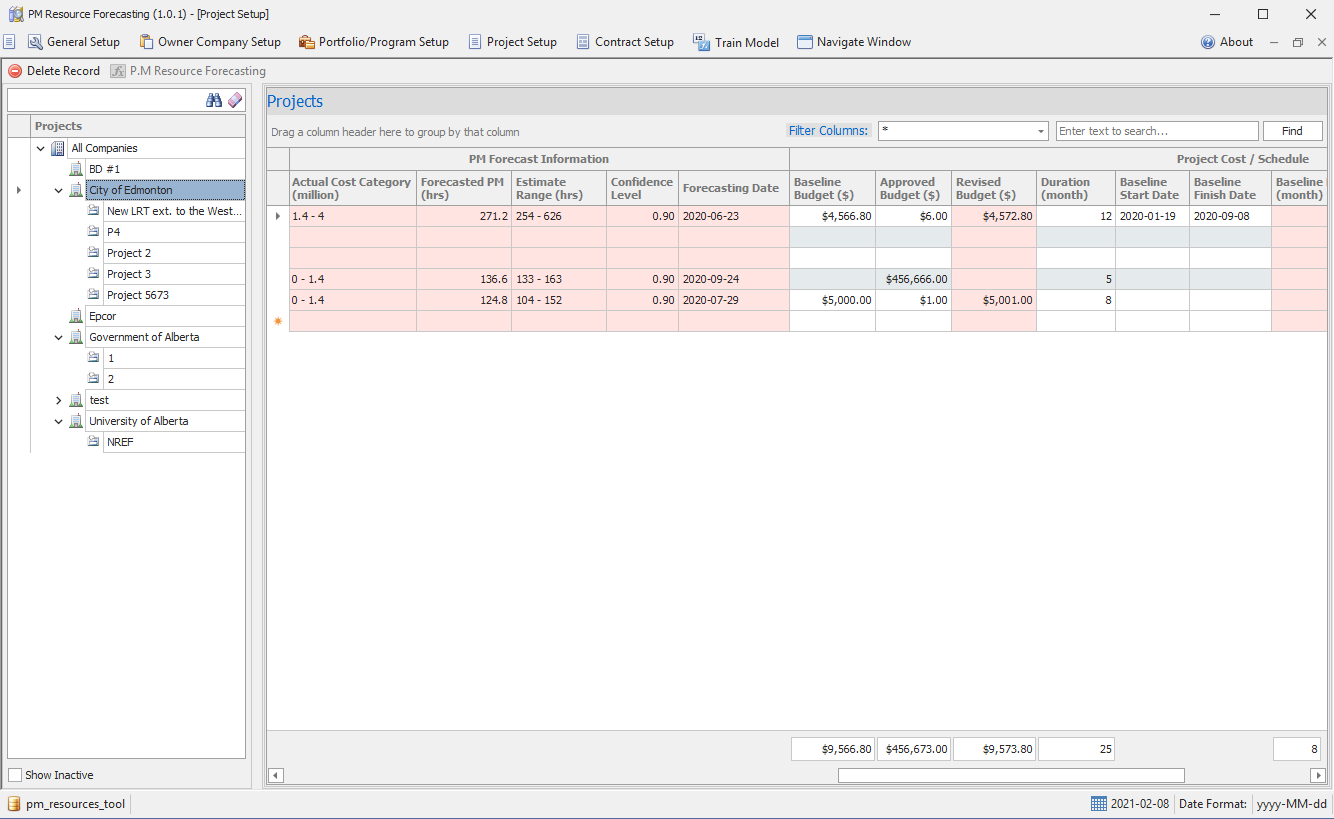 PM Resource Forecasting (1.0.1) - [Project Setup]
General Setup Owner Company Setup Portfolio/Program Setup Project Setup Contract Setup Train Model Navigate Window About
Delete Record P.M Resource Forecasting
Projects
All Companies
BD #1
City of Edmonton
New LRT ext. to the West...
P4
Project 2
Project 3
Project 5673
Epcor
Government of Alberta
1
2
test
University of Alberta
NREF
Show Inactive
Projects
Drag a column header here to group by that column Filter Columns: * Enter text to search... Find
PM Forecast Information Project Cost / Schedule
Actual Cost Category Forecasted PM Estimate Confidence Forecasting Date Baseline Approved Revised Duration Baseline Baseline Baseline
(million) (hrs) Range (hrs) Level Budget ($) Budget ($) Budget ($) (month) Start Date Finish Date (month)
1.4 - 4 271.2 254 - 626 0.90 2020-06-23 $4,566.80 $6.00 $4,572.80 12 2020-01-19 2020-09-08
0 - 1.4 136.6 133 - 163 0.90 2020-09-24 $456,666.00 5
0 - 1.4 124.8 104 - 152 0.90 2020-07-29 $5,000.00 $1.00 $5,001.00 8
$9,566.80 $456,673.00 $9,573.80 25 8
pm_resources_tool 2021-02-08 Date Format: yyyy-MM-dd